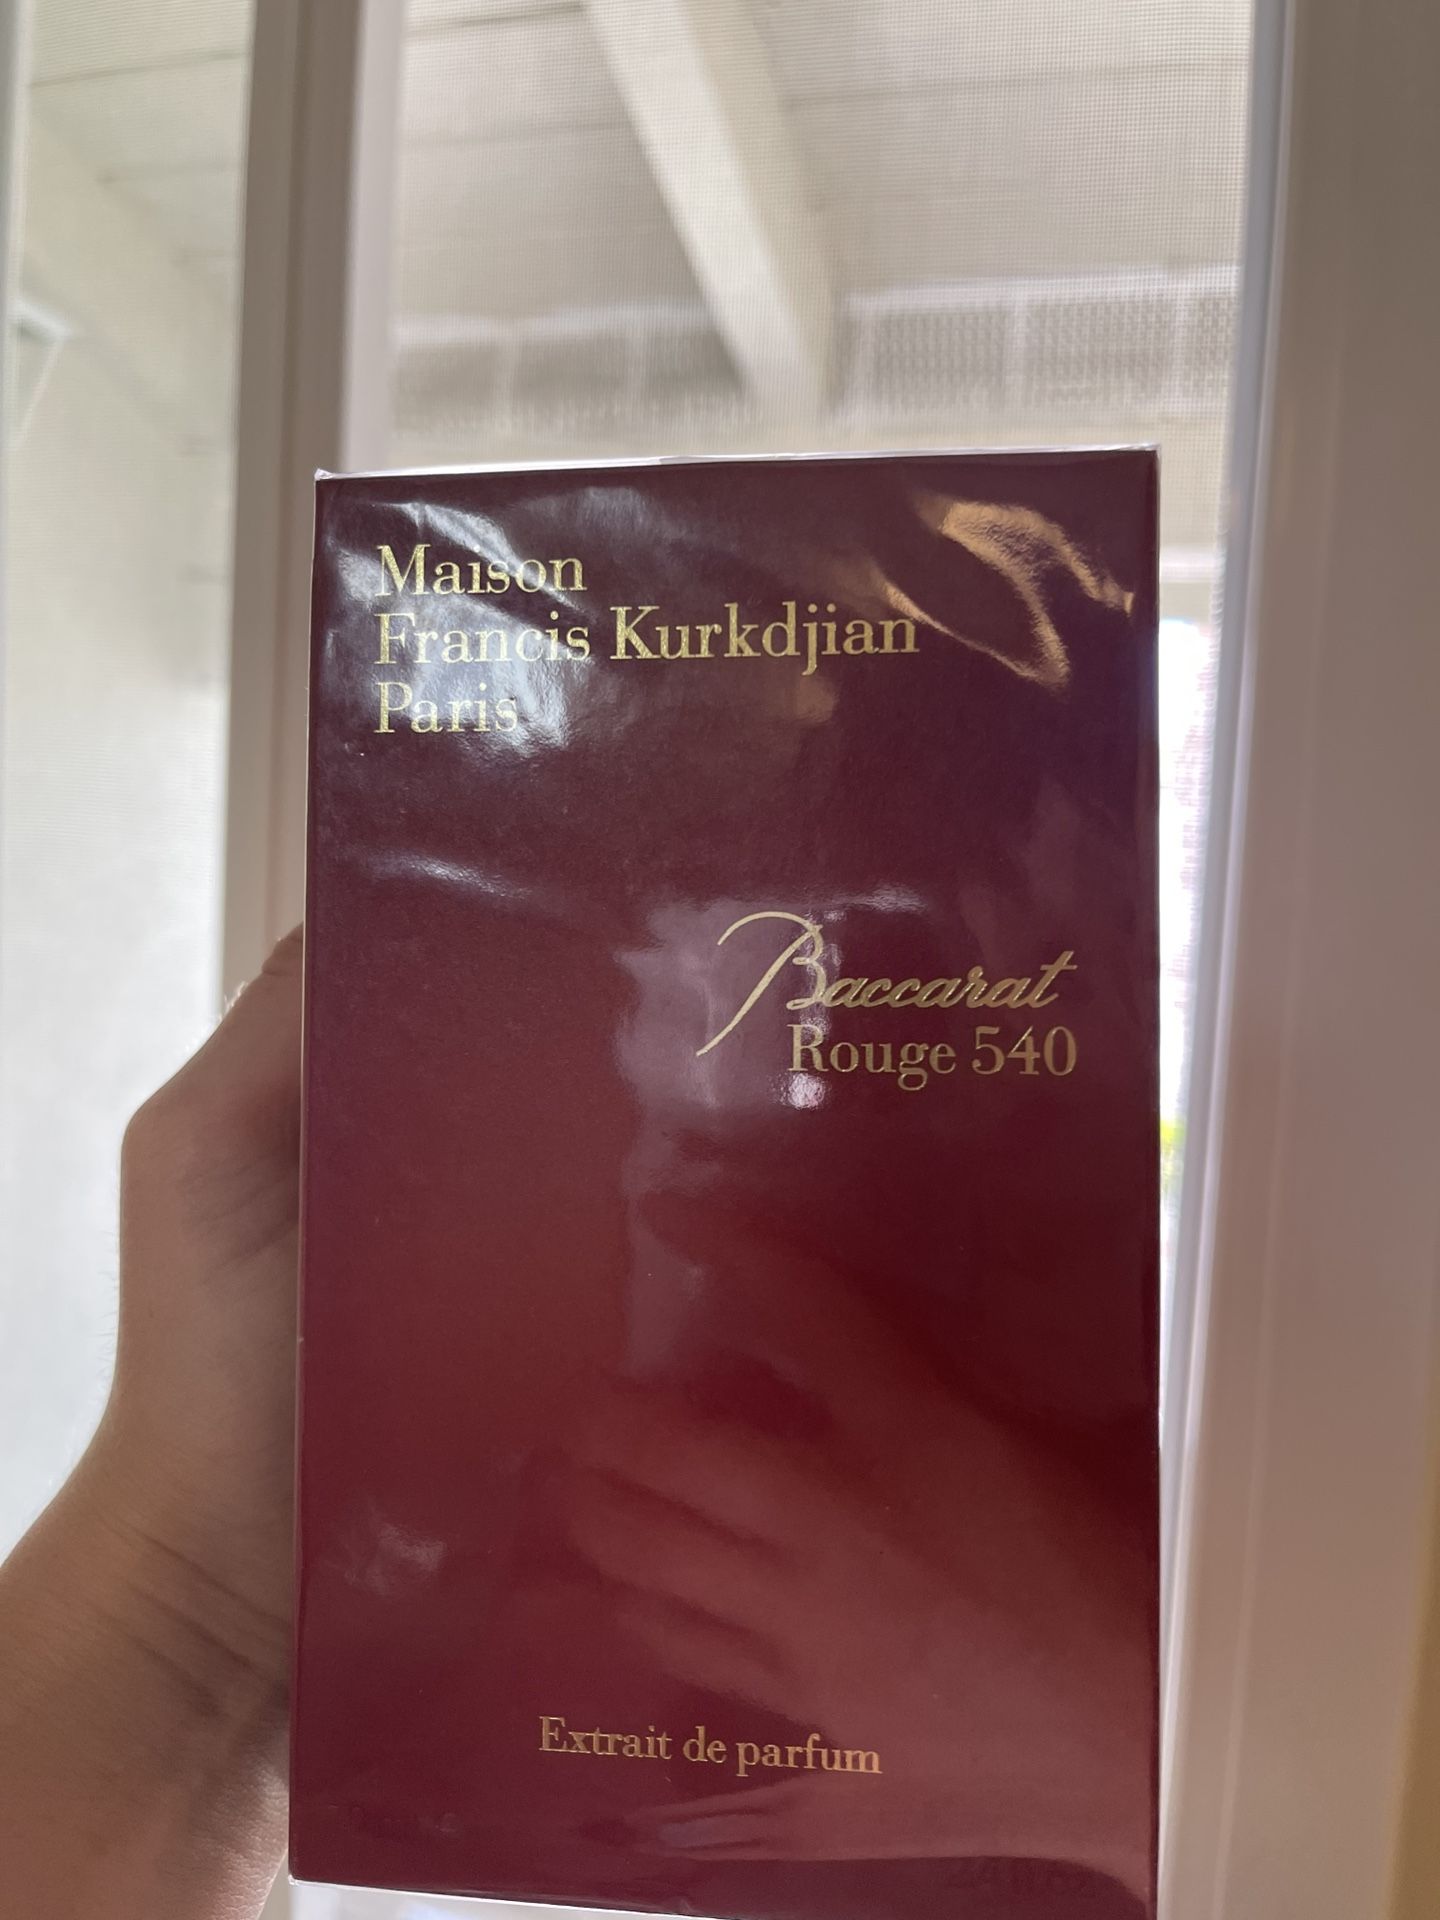 Maison
Francis Kurkdjian
Paris
Baccarat
Rouge 540
Extrait de parfum